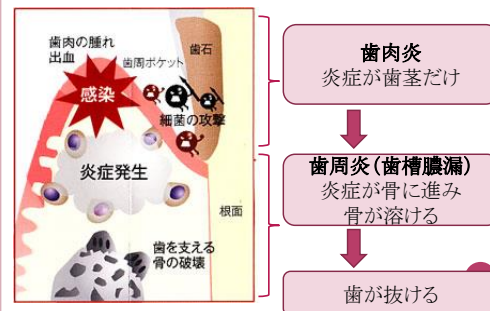 歯肉の腫れ
出血
歯周ポケット
歯石
感染
細菌の攻撃
炎症発生
根面
歯を支える
骨の破壊
歯肉炎
炎症が歯茎だけ
歯周炎(歯槽膿漏)
炎症が骨に進み
骨が溶ける
歯が抜ける